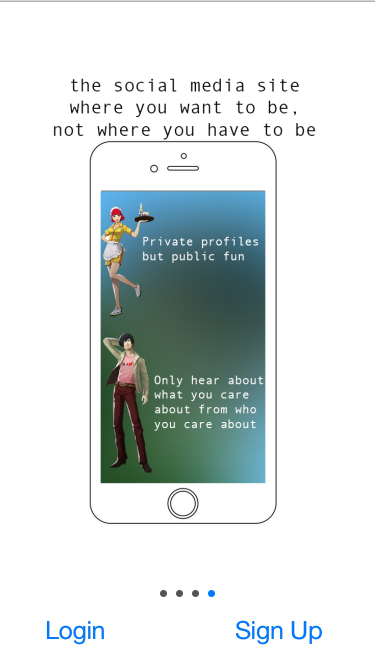 the social media site
where you want to be,
not where you have to be
Private profiles
but public fun
Only hear about
what you care
about from who
you care about
Login
Sign Up